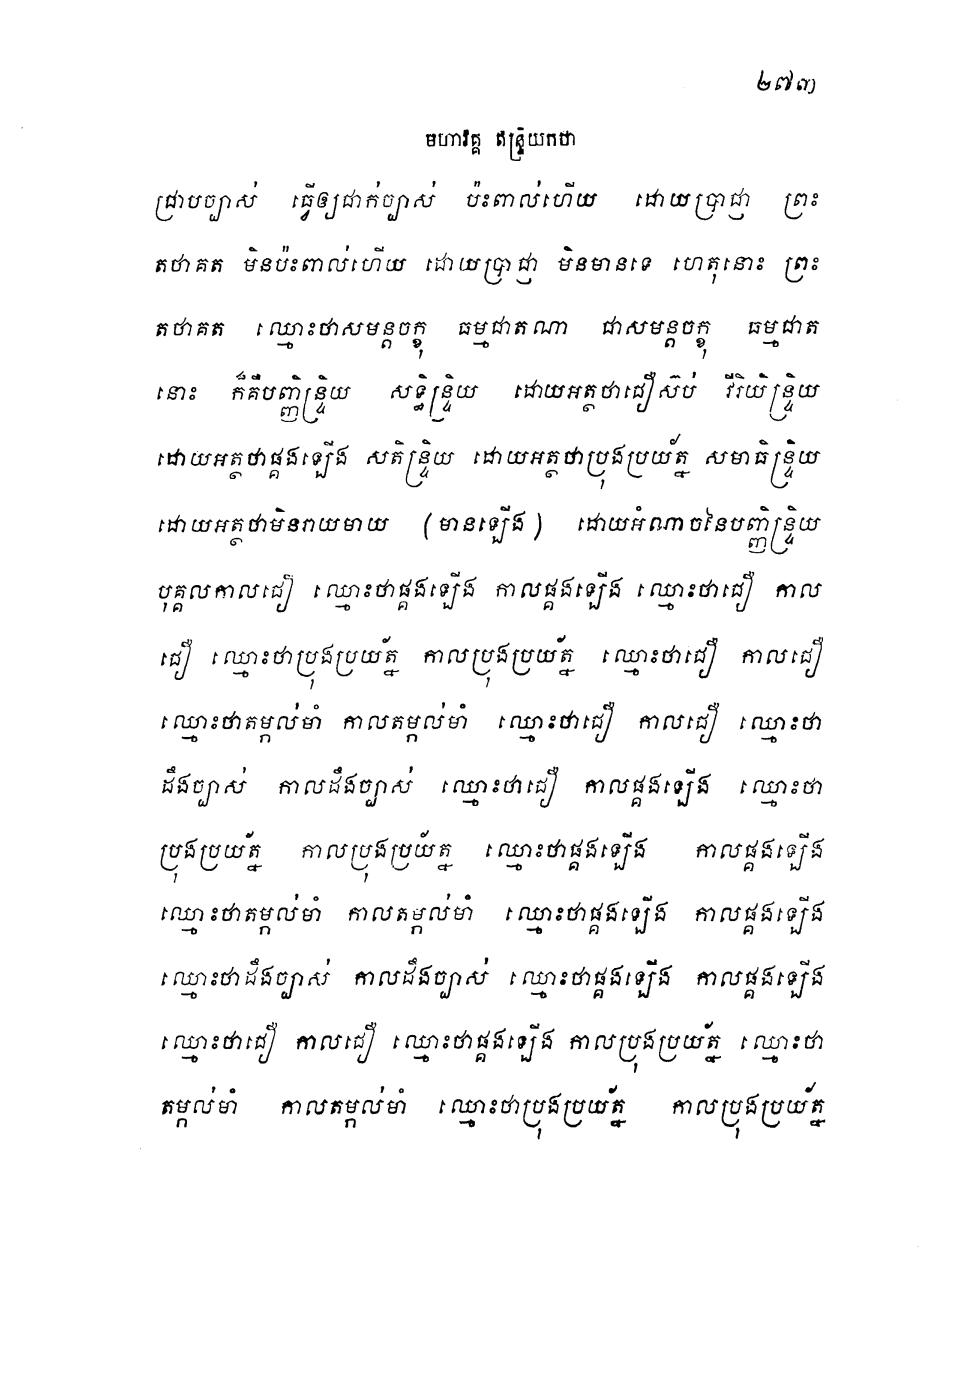 ២៧៣
មហាវគ្គ ឥន្ទ្រិយកថា
ជ្រាបច្បាស់ ធ្វើឲ្យជាក់ច្បាស់ ប៉ះពាល់ហើយ ដោយប្រាជ្ញា ព្រះ
តថាគត មិនប៉ះពាល់ហើយ ដោយប្រាជ្ញា មិនមានទេ ហេតុនោះ ព្រះ
តថាគត ឈ្មោះថាសមន្តចក្ខុ ធម្មជាតណា ជាសមន្តចក្ខុ ធម្មជាត
នោះ ក៏គឺបញ្ញិន្ទ្រិយ សទ្ធិន្ទ្រិយ ដោយអត្ថថាជឿស៊ប់ វីរិយិន្ទ្រិយ
ដោយអត្ថថាផ្គងឡើង សតិន្ទ្រិយ ដោយអត្ថថាប្រុងប្រយ័ត្ន សមាធិន្ទ្រិយ
ដោយអត្ថថាមិនរាយមាយ (មានឡើង) ដោយអំណាចនៃបញ្ញិន្ទ្រិយ
បុគ្គលកាលជឿ ឈ្មោះថាផ្គងឡើង កាលផ្គងឡើង ឈ្មោះថាជឿ កាល
ជឿ ឈ្មោះថាប្រុងប្រយ័ត្ន កាលប្រុងប្រយ័ត្ន ឈ្មោះថាជឿ កាលជឿ
ឈ្មោះថាតម្កល់មាំ កាលតម្កល់មាំ ឈ្មោះថាជឿ កាលជឿ ឈ្មោះថា
ដឹងច្បាស់ កាលដឹងច្បាស់ ឈ្មោះថាជឿ កាលផ្គងឡើង ឈ្មោះថា
ប្រុងប្រយ័ត្ន កាលប្រុងប្រយ័ត្ន ឈ្មោះថាផ្គងឡើង កាលផ្គងឡើង
ឈ្មោះថាតម្កល់មាំ កាលតម្កល់មាំ ឈ្មោះថាផ្គងឡើង កាលផ្គងឡើង
ឈ្មោះថាដឹងច្បាស់ កាលដឹងច្បាស់ ឈ្មោះថាផ្គងឡើង កាលផ្គងឡើង
ឈ្មោះថាជឿ កាលជឿ ឈ្មោះថាផ្គងឡើង កាលប្រុងប្រយ័ត្ន ឈ្មោះថា
តម្កល់មាំ កាលតម្កល់មាំ ឈ្មោះថាប្រុងប្រយ័ត្ន កាលប្រុងប្រយ័ត្ន